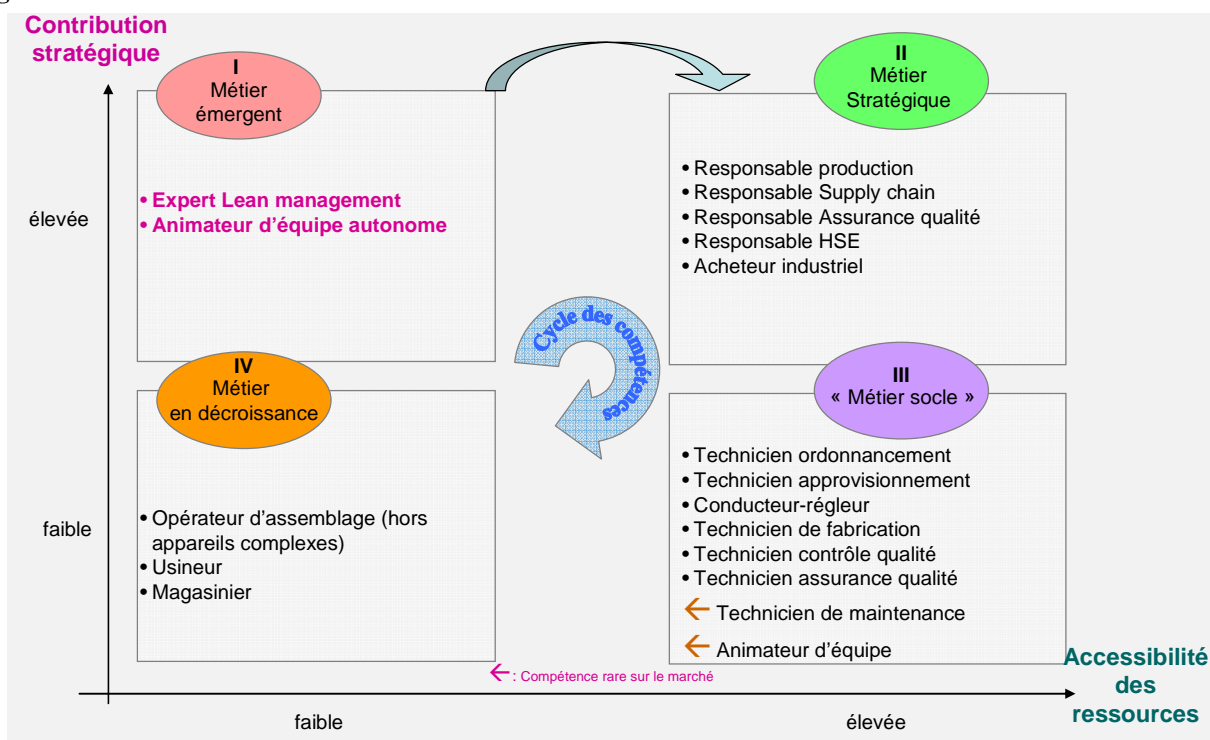 Contribution
stratégique
I
Métier
émergent
II
Métier
Stratégique
élevée
• Expert Lean management
• Animateur d'équipe autonome
• Responsable production
• Responsable Supply chain
• Responsable Assurance qualité
• Responsable HSE
• Acheteur industriel
Cycle des compétences
IV
Métier
en décroissance
III
« Métier socle »
faible
• Opérateur d'assemblage (hors
appareils complexes)
• Usineur
• Magasinier
• Technicien ordonnancement
• Technicien approvisionnement
• Conducteur-régleur
• Technicien de fabrication
• Technicien contrôle qualité
• Technicien assurance qualité
← Technicien de maintenance
← Animateur d'équipe
← : Compétence rare sur le marché
Accessibilité
des
ressources
faible
élevée